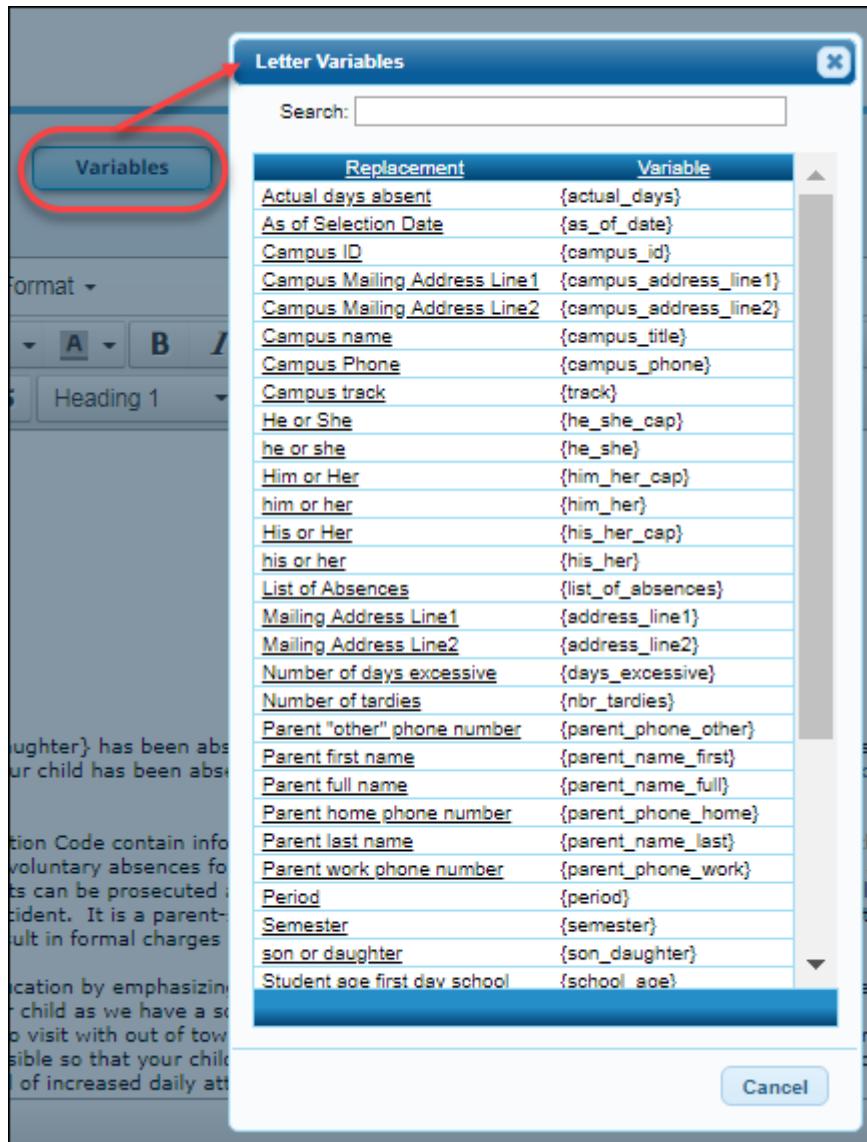 Letter Variables
Search:
Variables
Replacement Variable
Actual days absent {actual_days}
As of Selection Date {as_of_date}
Campus ID {campus_id}
Campus Mailing Address Line1 {campus_address_line1}
Campus Mailing Address Line2 {campus_address_line2}
Campus name {campus_title}
Campus Phone {campus_phone}
Campus track {track}
He or She {he_she_cap}
he or she {he_she}
Him or Her {him_her_cap}
him or her {him_her}
His or Her {his_her_cap}
his or her {his_her}
List of Absences {list_of_absences}
Mailing Address Line1 {address_line1}
Mailing Address Line2 {address_line2}
Number of days excessive {days_excessive}
Number of tardies {nbr_tardies}
Parent "other" phone number {parent_phone_other}
Parent first name {parent_name_first}
Parent full name {parent_name_full}
Parent home phone number {parent_phone_home}
Parent last name {parent_name_last}
Parent work phone number {parent_phone_work}
Period {period}
Semester {semester}
son or daughter {son_daughter}
Student age first day school {school_age}
Cancel
ormat
A B I
Heading 1
aughter} has been abs
ur child has been abse
tion Code contain info
voluntary absences fo
ts can be prosecuted
cident. It is a parent-
ult in formal charges
ucation by emphasizing
r child as we have a sc
o visit with out of tow
sible so that your child
l of increased daily att